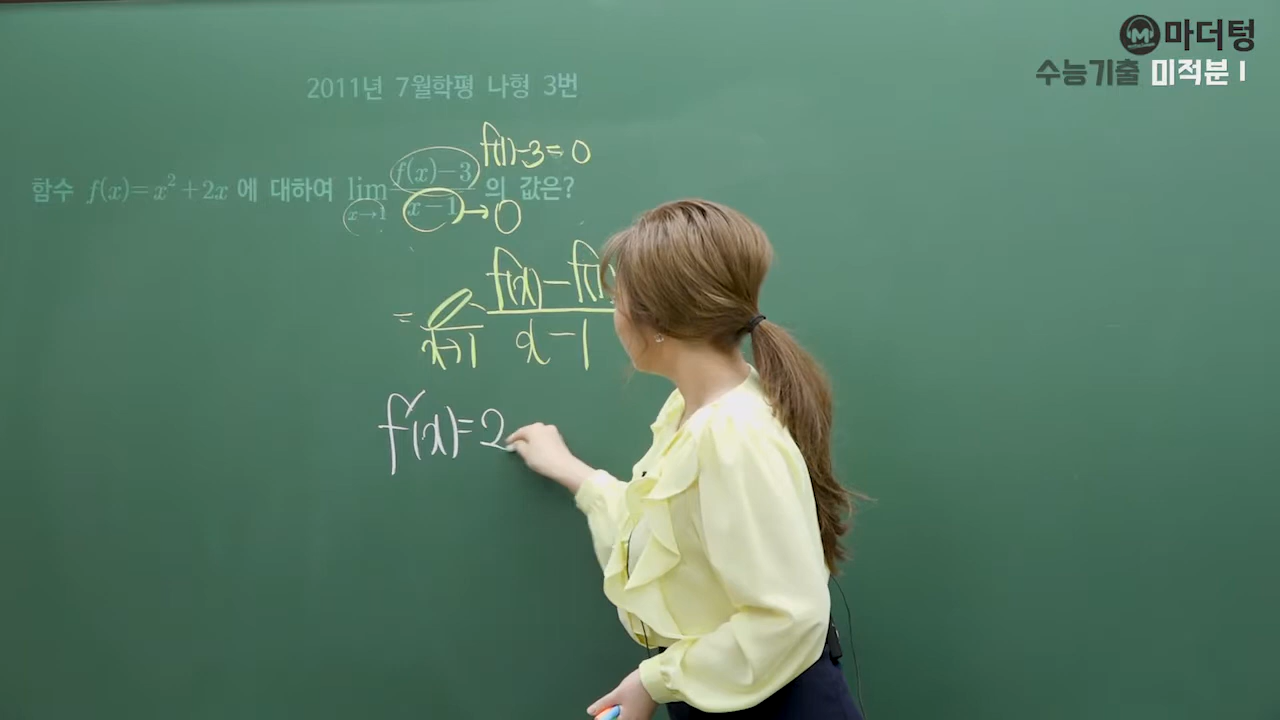 마더텅
수능기출 미적분 I
2011년 7월학평 나형 3번
f(1)-3=0
함수 f(x)=x²+2x 에 대하여 lim x→1 f(x)-3 / x-1 의 값은?
→0
= lim x→1 f(x)-f(1) / x-1
f'(x)=2